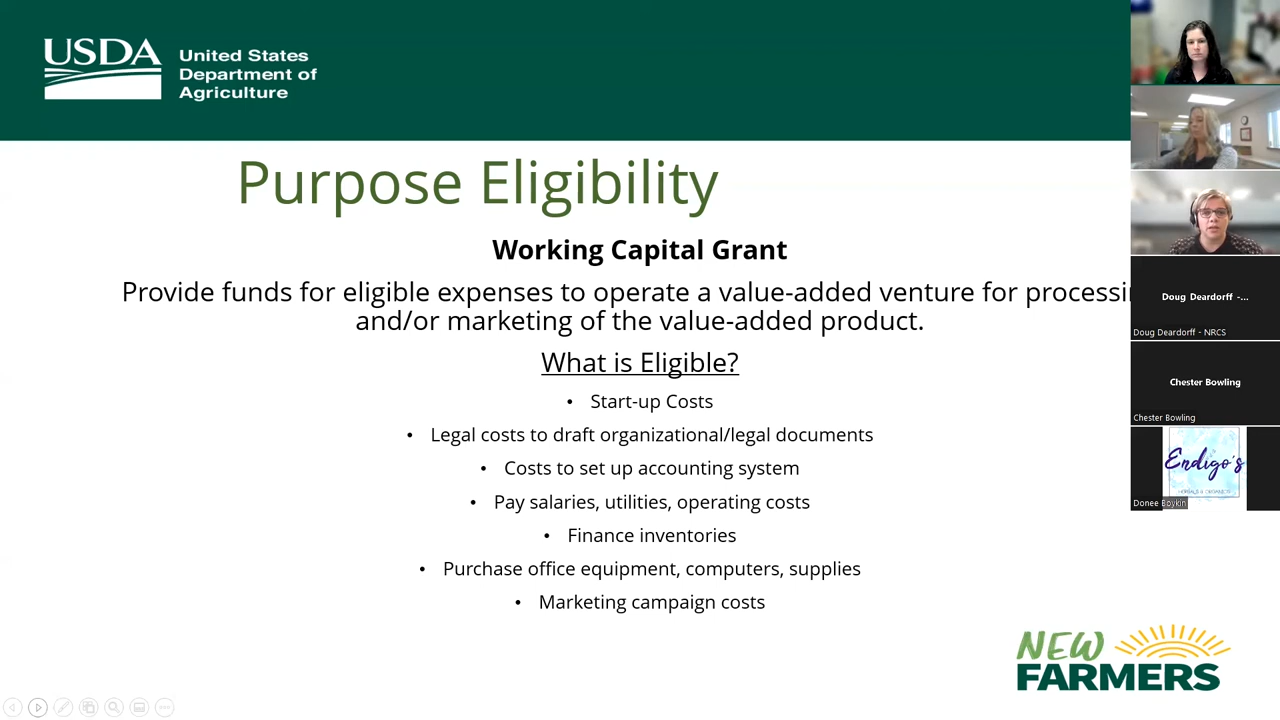 USDA
United States
Department of
Agriculture
Purpose Eligibility
Working Capital Grant
Provide funds for eligible expenses to operate a value-added venture for processi
and/or marketing of the value-added product.
What is Eligible?
• Start-up Costs
• Legal costs to draft organizational/legal documents
• Costs to set up accounting system
• Pay salaries, utilities, operating costs
• Finance inventories
• Purchase office equipment, computers, supplies
• Marketing campaign costs
NEW
FARMERS
Doug Deardorff -...
Doug Deardorff - NRCS
Chester Bowling
Chester Bowling
Endigo's
HERBALS & ORGANICS
Donee Boykin